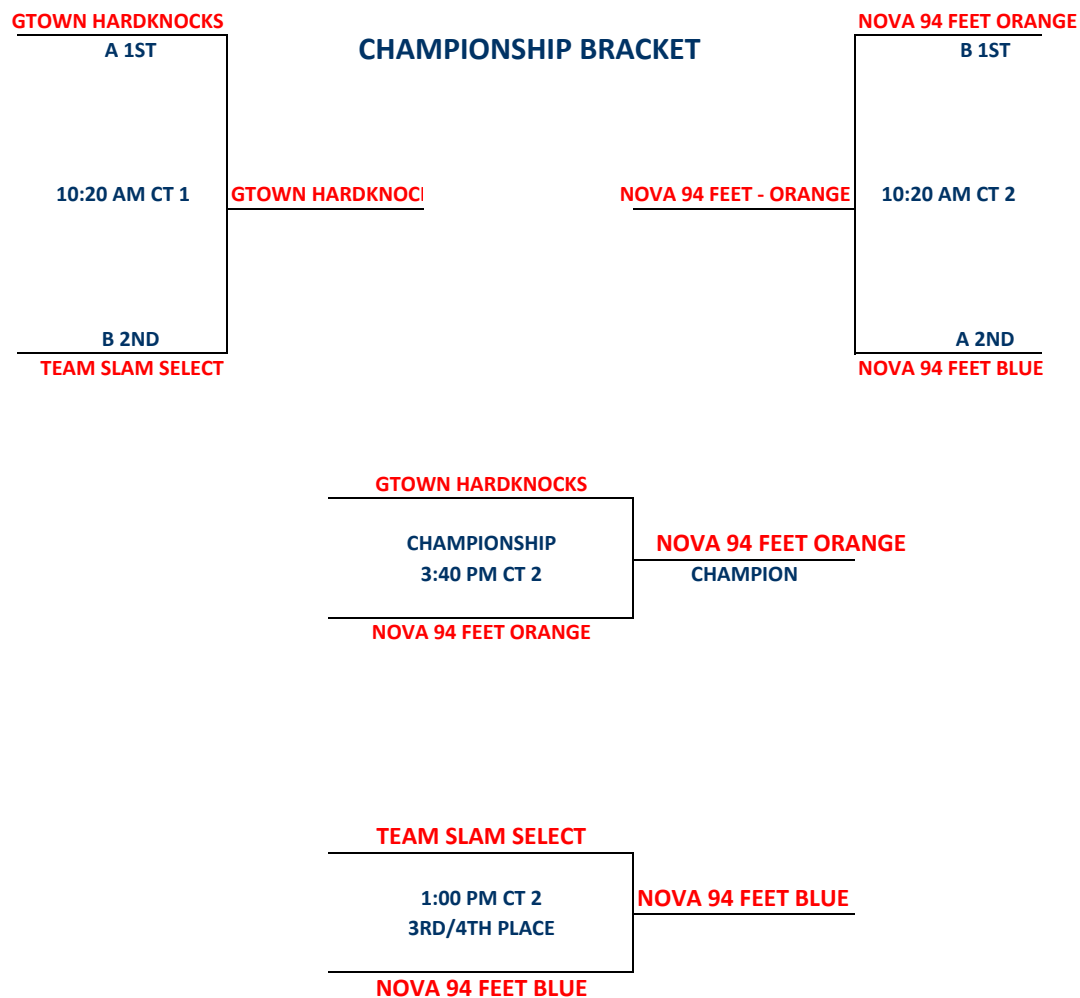 GTOWN HARDKNOCKS
NOVA 94 FEET ORANGE
A 1ST
CHAMPIONSHIP BRACKET
B 1ST
10:20 AM CT 1
GTOWN HARDKNOCI
NOVA 94 FEET - ORANGE
10:20 AM CT 2
B 2ND
A 2ND
TEAM SLAM SELECT
NOVA 94 FEET BLUE
GTOWN HARDKNOCKS
CHAMPIONSHIP
NOVA 94 FEET ORANGE
3:40 PM CT 2
CHAMPION
NOVA 94 FEET ORANGE
TEAM SLAM SELECT
1:00 PM CT 2
NOVA 94 FEET BLUE
3RD/4TH PLACE
NOVA 94 FEET BLUE